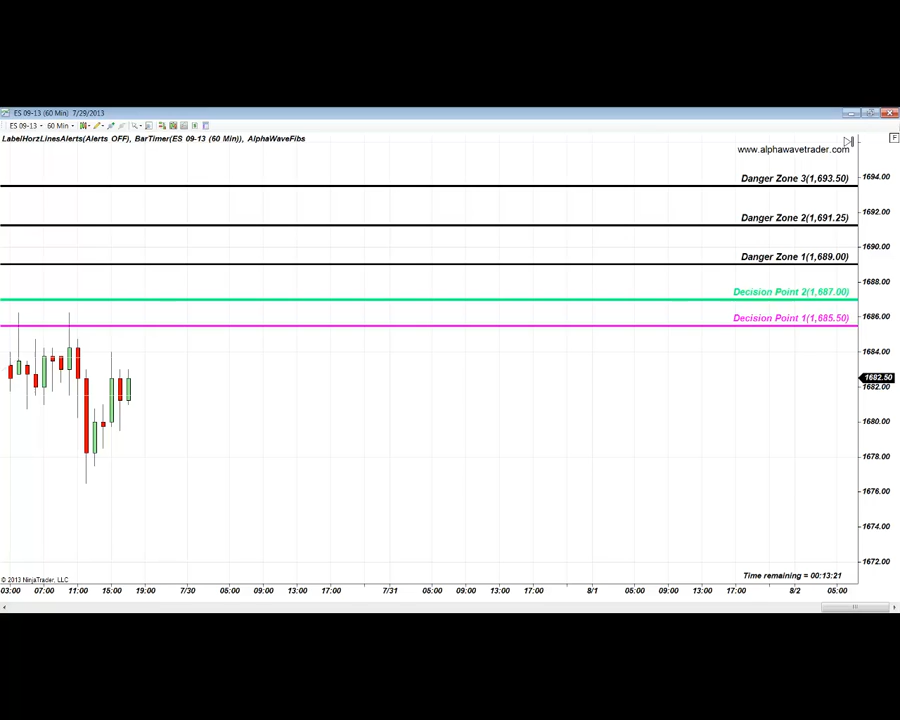 ES 09-13 (60 Min)  7/29/2013
ES 09-13 60 Min
LabelHorzLinesAlerts(Alerts OFF), BarTimer(ES 09-13 (60 Min)), AlphaWaveFibs
F
www.alphawavetrader.com
Danger Zone 3(1,693.50)
1694.00
Danger Zone 2(1,691.25)
1692.00
1690.00
Danger Zone 1(1,689.00)
1688.00
Decision Point 2(1,687.00)
1686.00
Decision Point 1(1,685.50)
1684.00
1682.50
1682.00
1680.00
1678.00
1676.00
1674.00
1672.00
© 2013 NinjaTrader, LLC
Time remaining = 00:13:21
03:00 07:00 11:00 15:00 19:00 7/30 05:00 09:00 13:00 17:00 7/31 05:00 09:00 13:00 17:00 8/1 05:00 09:00 13:00 17:00 8/2 05:00